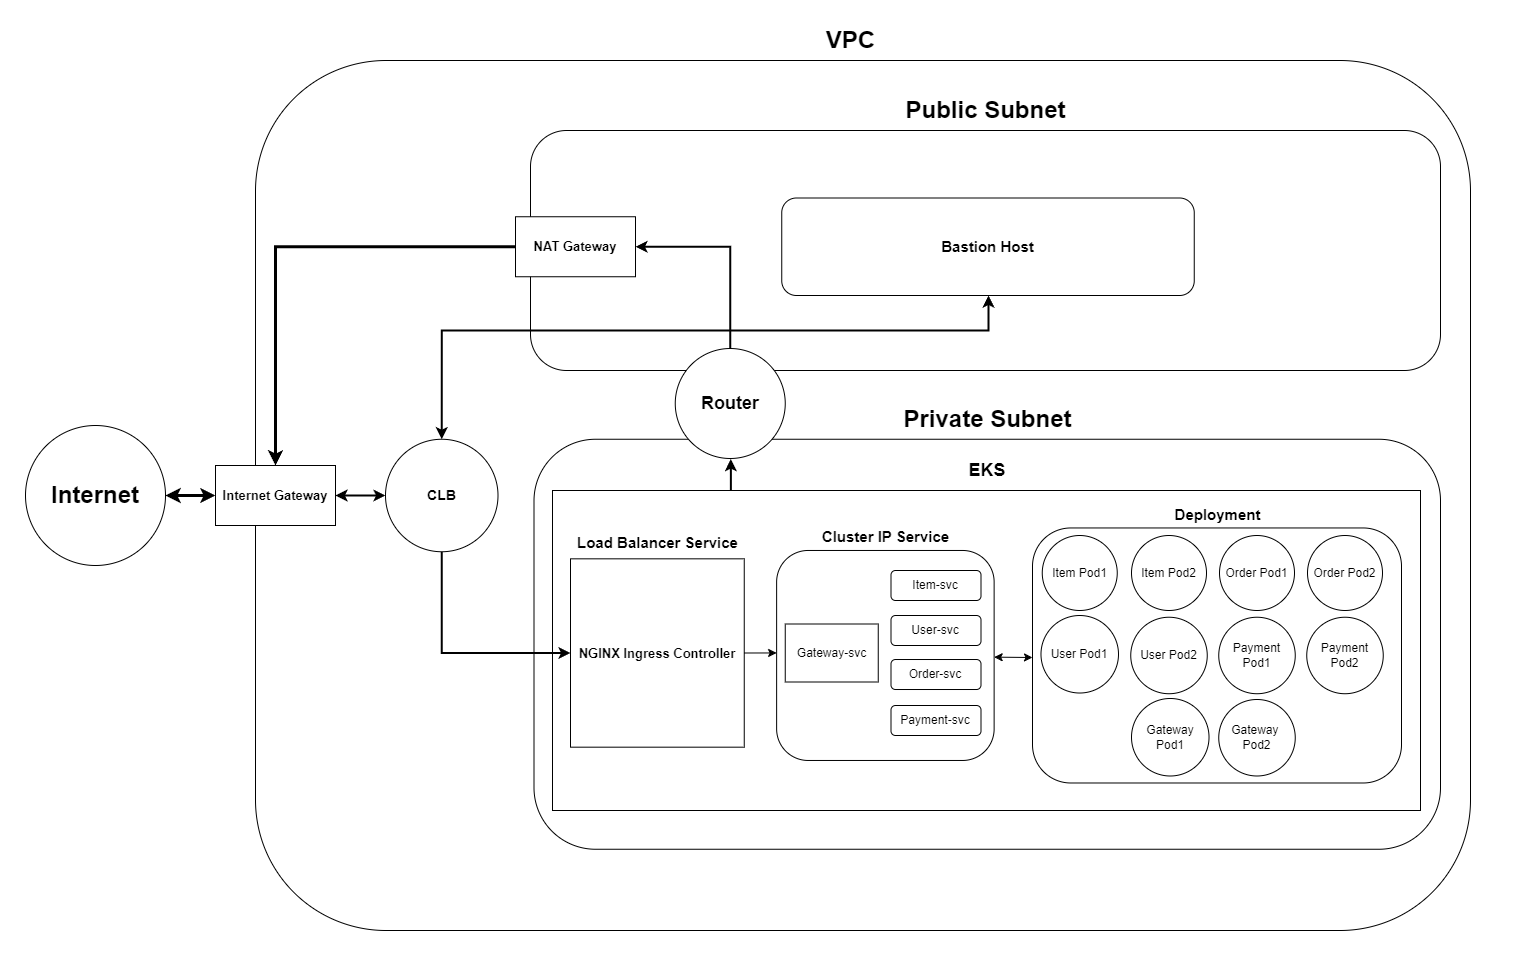 VPC
Public Subnet
NAT Gateway
Bastion Host
Router
Private Subnet
Internet
Internet Gateway
CLB
EKS
Load Balancer Service
NGINX Ingress Controller
Cluster IP Service
Gateway-svc
Item-svc
User-svc
Order-svc
Payment-svc
Deployment
Item Pod1
Item Pod2
Order Pod1
Order Pod2
User Pod1
User Pod2
Payment
Pod1
Payment
Pod2
Gateway
Pod1
Gateway
Pod2